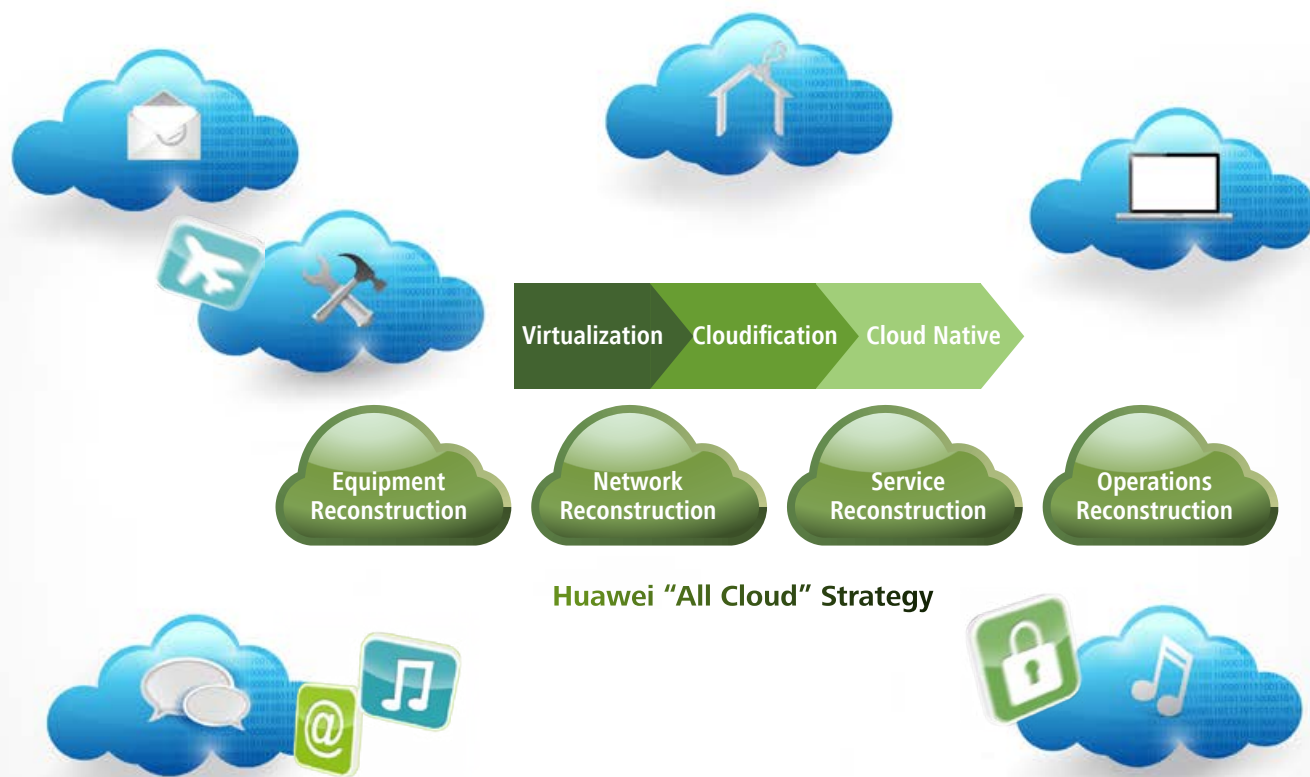 Virtualization Cloudification Cloud Native
Equipment
Reconstruction
Network
Reconstruction
Service
Reconstruction
Operations
Reconstruction
Huawei “All Cloud” Strategy
@